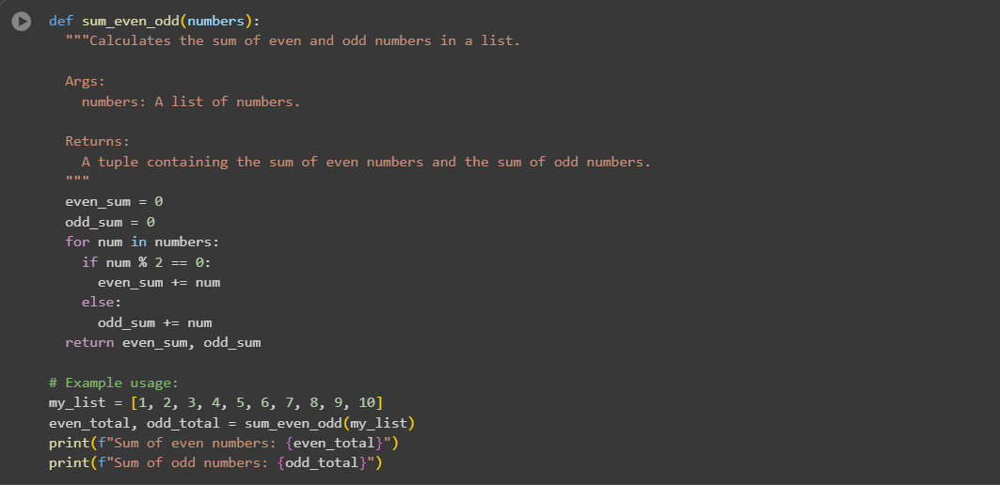 def sum_even_odd(numbers):
  """Calculates the sum of even and odd numbers in a list.

  Args:
    numbers: A list of numbers.

  Returns:
    A tuple containing the sum of even numbers and the sum of odd numbers.
  """
  even_sum = 0
  odd_sum = 0
  for num in numbers:
    if num % 2 == 0:
      even_sum += num
    else:
      odd_sum += num
  return even_sum, odd_sum

# Example usage:
my_list = [1, 2, 3, 4, 5, 6, 7, 8, 9, 10]
even_total, odd_total = sum_even_odd(my_list)
print(f"Sum of even numbers: {even_total}")
print(f"Sum of odd numbers: {odd_total}")